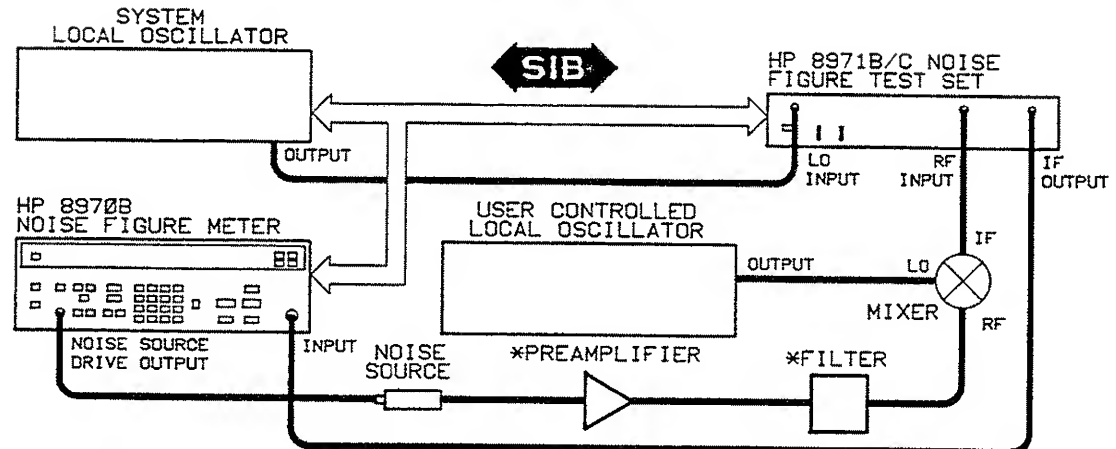 SYSTEM
LOCAL OSCILLATOR
SIB
HP 8971B/C NOISE
FIGURE TEST SET
OUTPUT
LO
INPUT
RF
INPUT
IF
OUTPUT
HP 8970B
NOISE FIGURE METER
USER CONTROLLED
LOCAL OSCILLATOR
OUTPUT
LO
IF
MIXER
RF
NOISE SOURCE
DRIVE OUTPUT
INPUT
NOISE
SOURCE
*PREAMPLIFIER
*FILTER